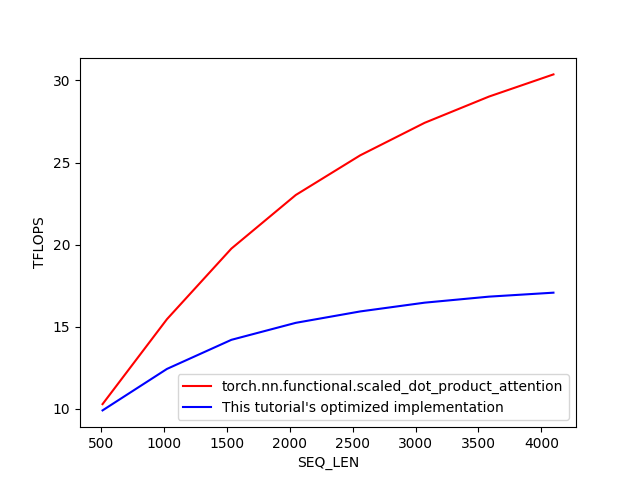 30
25
20
15
10
TFLOPS
torch.nn.functional.scaled_dot_product_attention
This tutorial's optimized implementation
500 1000 1500 2000 2500 3000 3500 4000
SEQ_LEN